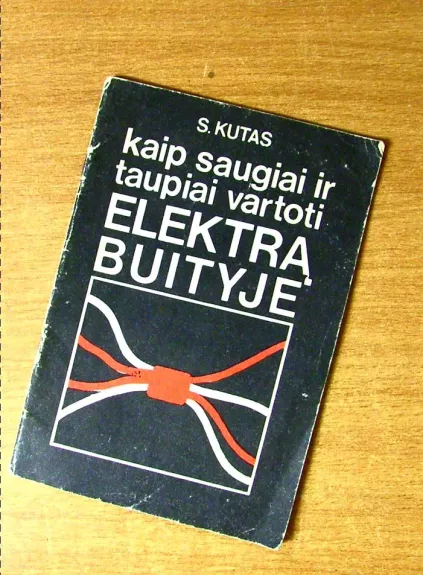 S. KUTAS
kaip saugiai ir
taupiai vartoti
ELEKTRĄ
BUITYJE